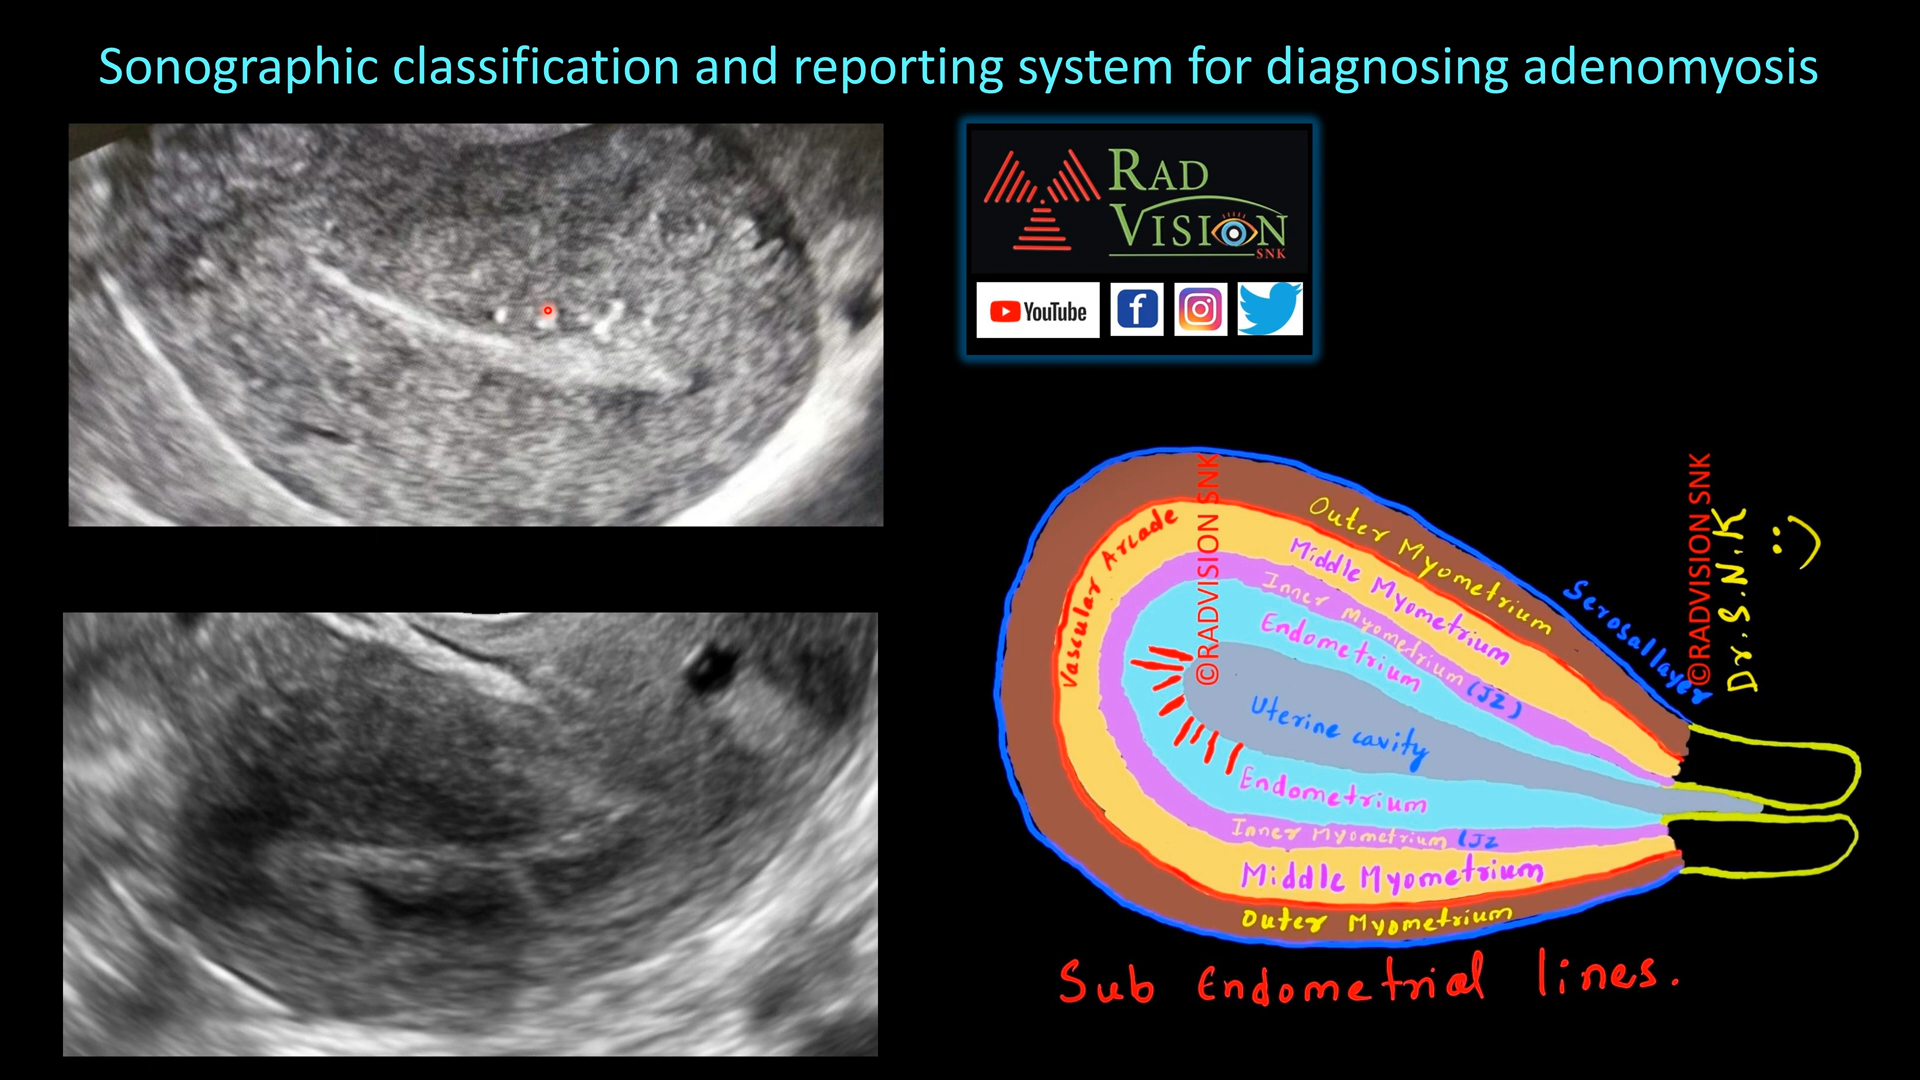 Sonographic classification and reporting system for diagnosing adenomyosis
RAD
VISION
SNK
YouTube
f
©RADVISION SNK
©RADVISION SNK
Dr.S.N.K
Outer Myometrium
Middle Myometrium
Inner Myometrium (JZ)
Endometrium
Vascular Arcade
Serosallayer
Uterine cavity
Endometrium
Inner Myometrium (JZ
Middle Myometrium
Outer Myometrium
Sub Endometrial lines.